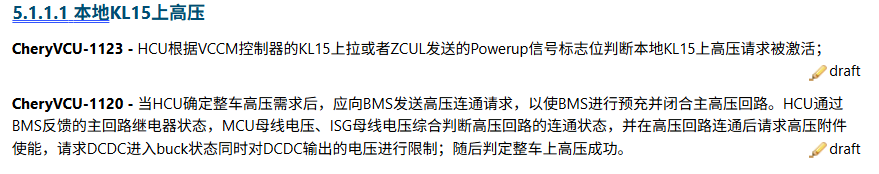 5.1.1.1 本地KL15上高压
CheryVCU-1123 - HCU根据VCCM控制器的KL15上拉或者ZCUL发送的Powerup信号标志位判断本地KL15上高压请求被激活；
draft
CheryVCU-1120 - 当HCU确定整车高压需求后，应向BMS发送高压连通请求，以使BMS进行预充并闭合主高压回路。HCU通过
BMS反馈的主回路继电器状态，MCU母线电压、ISG母线电压综合判断高压回路的连通状态，并在高压回路连通后请求高压附件
使能，请求DCDC进入buck状态同时对DCDC输出的电压进行限制；随后判定整车上高压成功。
draft